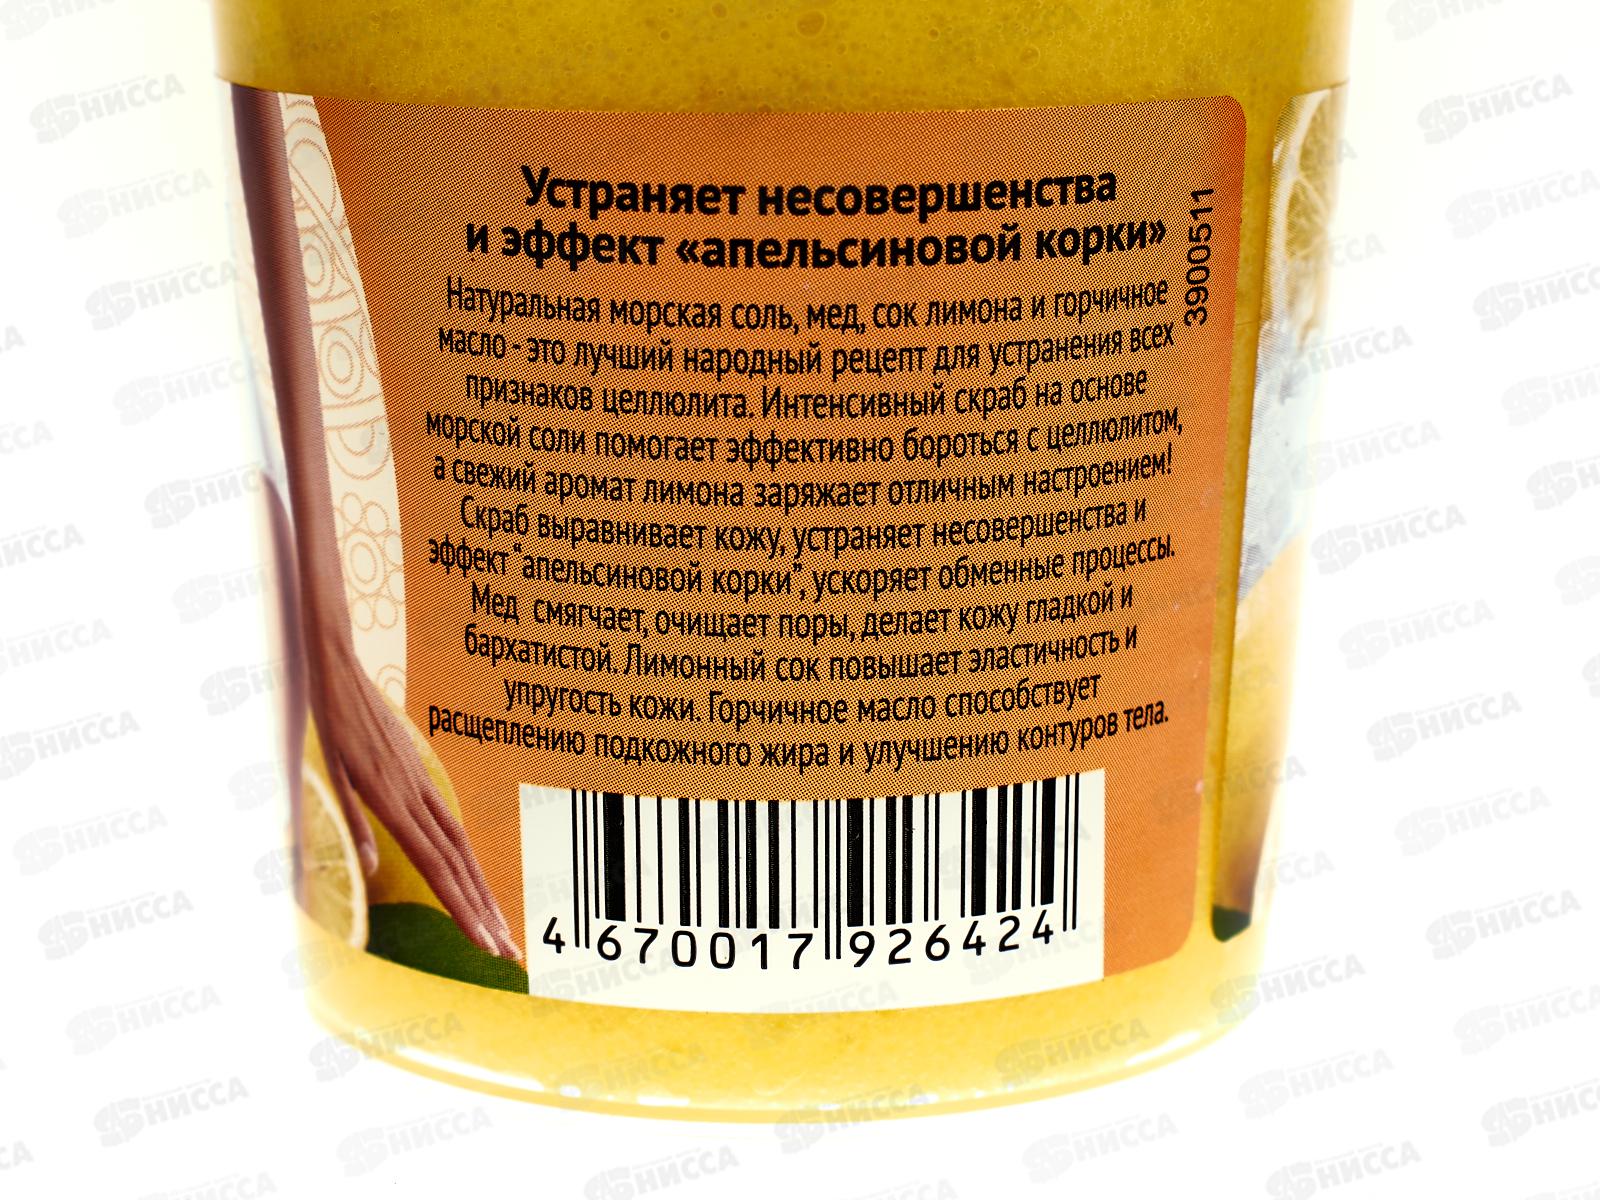 Устраняет несовершенства
и эффект «апельсиновой корки»
Натуральная морская соль, мед, сок лимона и горчичное
масло - это лучший народный рецепт для устранения всех
признаков целлюлита. Интенсивный скраб на основе
морской соли помогает эффективно бороться с целлюлитом,
а свежий аромат лимона заряжает отличным настроением!
Скраб выравнивает кожу, устраняет несовершенства и
эффект “апельсиновой корки”, ускоряет обменные процессы.
Мед смягчает, очищает поры, делает кожу гладкой и
бархатистой. Лимонный сок повышает эластичность и
упругость кожи. Горчичное масло способствует
расщеплению подкожного жира и улучшению контуров тела.
3900511
4 670017 926424
НИССА